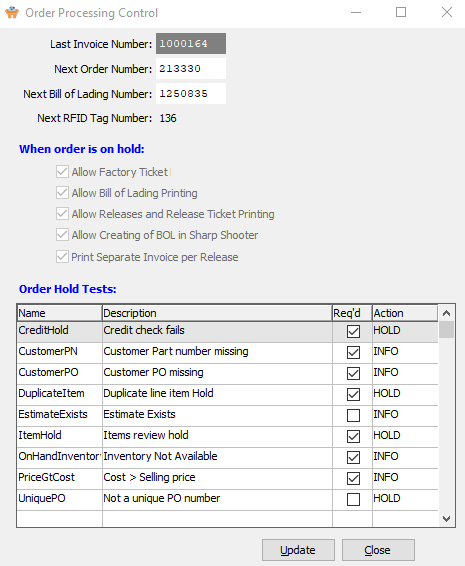 Order Processing Control
Last Invoice Number: 1000164
Next Order Number: 213330
Next Bill of Lading Number: 1250835
Next RFID Tag Number: 136
When order is on hold:
Allow Factory Ticket
Allow Bill of Lading Printing
Allow Releases and Release Ticket Printing
Allow Creating of BOL in Sharp Shooter
Print Separate Invoice per Release
Order Hold Tests:
Name Description Req'd Action
CreditHold Credit check fails HOLD
CustomerPN Customer Part number missing INFO
CustomerPO Customer PO missing INFO
DuplicateItem Duplicate line item Hold HOLD
EstimateExists Estimate Exists INFO
ItemHold Items review hold HOLD
OnHandInventory Inventory Not Available INFO
PriceGtCost Cost > Selling price INFO
UniquePO Not a unique PO number HOLD
Update Close